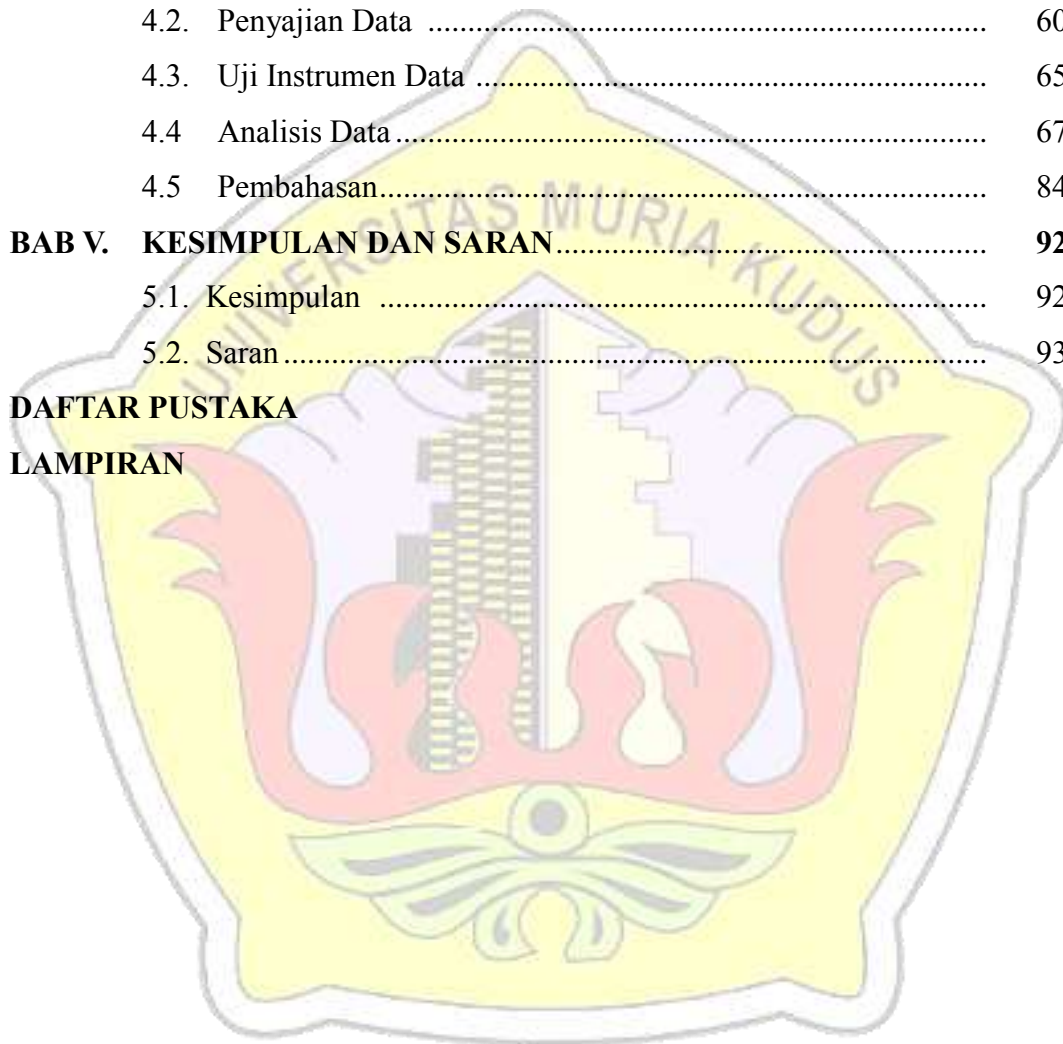 4.2. Penyajian Data ........................................................................ 60
4.3. Uji Instrumen Data .................................................................. 65
4.4 Analisis Data ............................................................................ 67
4.5 Pembahasan.............................................................................. 84
BAB V. KESIMPULAN DAN SARAN.......................................................... 92
5.1. Kesimpulan ............................................................................. 92
5.2. Saran ......................................................................................... 93
DAFTAR PUSTAKA
LAMPIRAN
UNIVERSITAS MURIA KUDUS